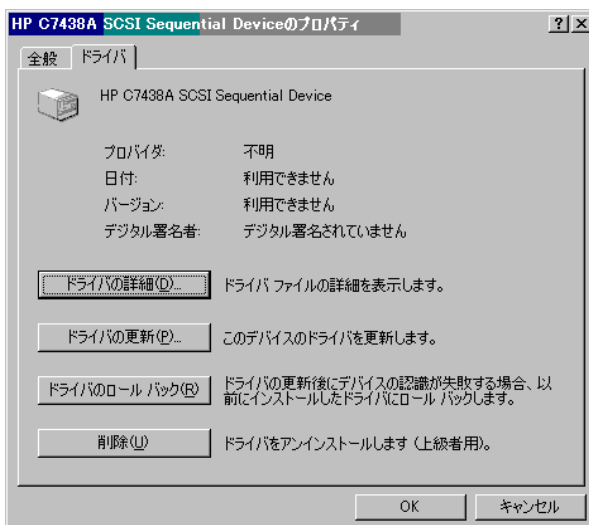 HP C7438A SCSI Sequential Deviceのプロパティ
全般 ドライバ
HP C7438A SCSI Sequential Device
プロバイダ: 不明
日付: 利用できません
バージョン: 利用できません
デジタル署名者: デジタル署名されていません
ドライバの詳細(D)... ドライバ ファイルの詳細を表示します。
ドライバの更新(P)... このデバイスのドライバを更新します。
ドライバのロール バック(R) ドライバの更新後にデバイスの認識が失敗する場合、以
前にインストールしたドライバにロール バックします。
削除(U) ドライバをアンインストールします (上級者用)。
OK キャンセル